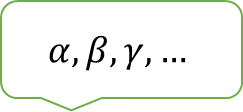 α, β, γ, ...